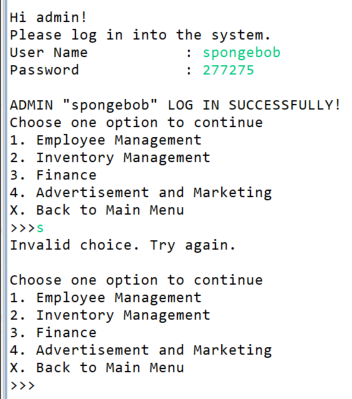 Hi admin!
Please log in into the system.
User Name : spongebob
Password : 277275
ADMIN "spongebob" LOG IN SUCCESSFULLY!
Choose one option to continue
1. Employee Management
2. Inventory Management
3. Finance
4. Advertisement and Marketing
X. Back to Main Menu
>>>s
Invalid choice. Try again.
Choose one option to continue
1. Employee Management
2. Inventory Management
3. Finance
4. Advertisement and Marketing
X. Back to Main Menu
>>>